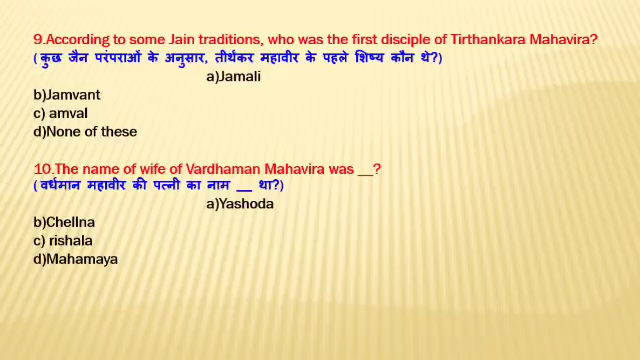 9.According to some Jain traditions, who was the first disciple of Tirthankara Mahavira?
( कुछ जैन परंपराओं के अनुसार, तीर्थंकर महावीर के पहले शिष्य कौन थे?)
a)Jamali
b)Jamvant
c) amval
d)None of these
10.The name of wife of Vardhaman Mahavira was __?
( वर्धमान महावीर की पत्नी का नाम __ था?)
a)Yashoda
b)Chellna
c) rishala
d)Mahamaya